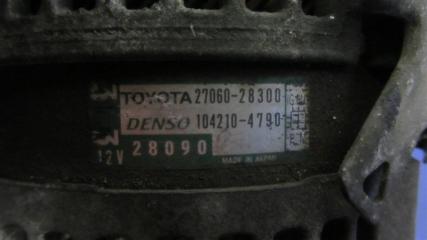 TOYOTA 27060-28300
DENSO 104210-4790
12V 28090 MADE IN JAPAN